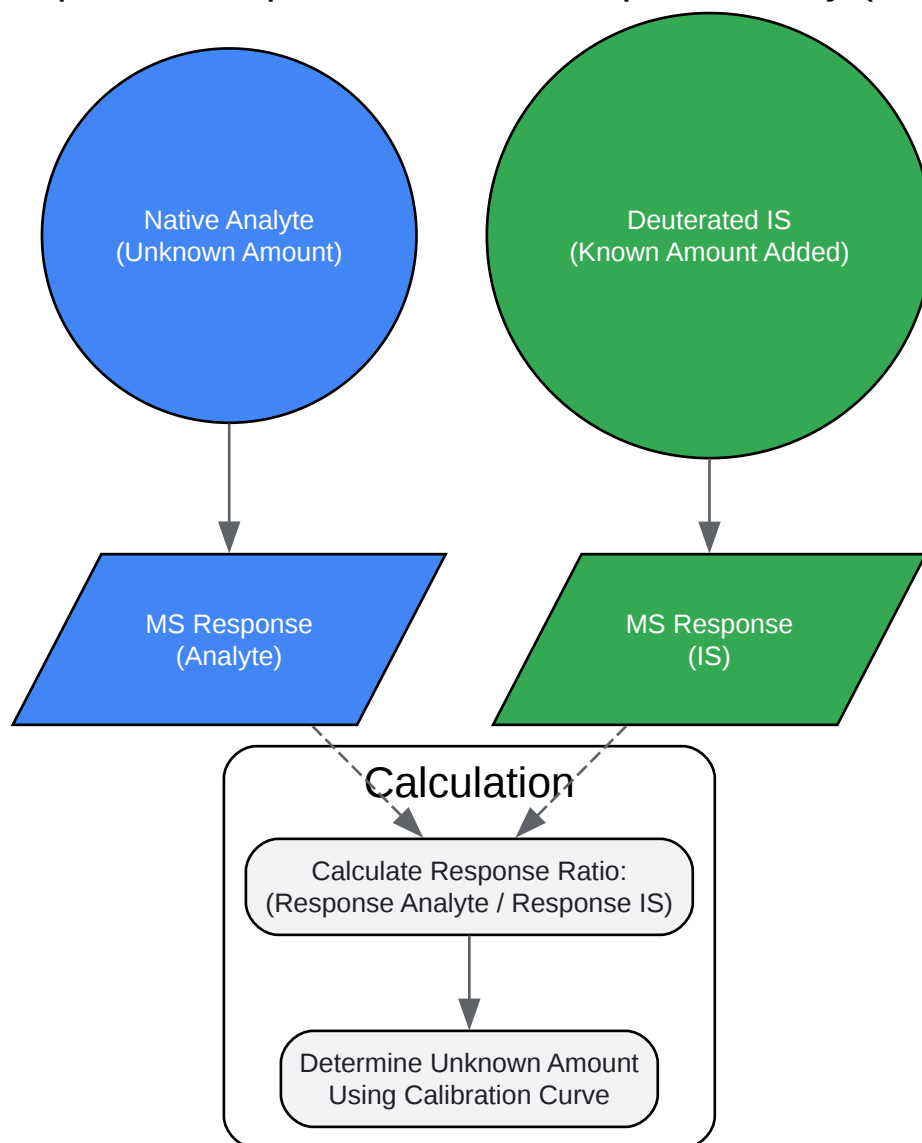 Native Analyte
(Unknown Amount)
Deuterated IS
(Known Amount Added)
MS Response
(Analyte)
MS Response
(IS)
Calculation
Calculate Response Ratio:
(Response Analyte / Response IS)
Determine Unknown Amount
Using Calibration Curve